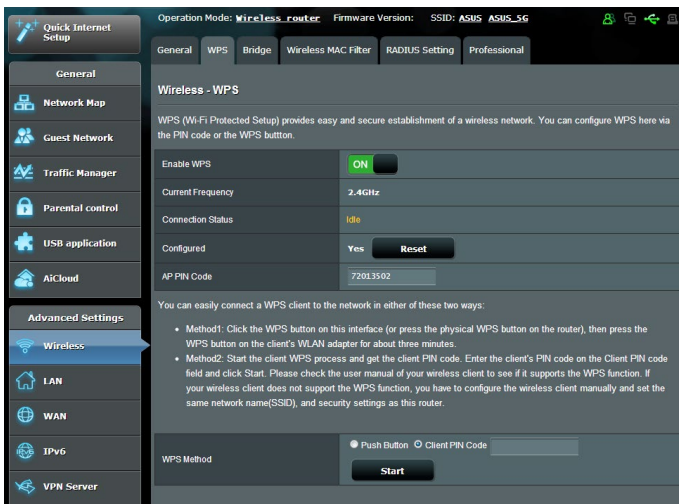 Quick Internet
Setup
General
Network Map
Guest Network
Traffic Manager
Parental control
USB application
AiCloud
Advanced Settings
Wireless
LAN
WAN
IPv6
VPN Server
Operation Mode: Wireless router Firmware Version: SSID: ASUS ASUS_5G
General WPS Bridge Wireless MAC Filter RADIUS Setting Professional
Wireless - WPS
WPS (Wi-Fi Protected Setup) provides easy and secure establishment of a wireless network. You can configure WPS here via
the PIN code or the WPS buttton.
Enable WPS ON
Current Frequency 2.4GHz
Connection Status Idle
Configured Yes Reset
AP PIN Code 72013502
You can easily connect a WPS client to the network in either of these two ways:
• Method1: Click the WPS button on this interface (or press the physical WPS button on the router), then press the
WPS button on the client's WLAN adapter for about three minutes.
• Method2: Start the client WPS process and get the client PIN code. Enter the client's PIN code on the Client PIN code
field and click Start. Please check the user manual of your wireless client to see if it supports the WPS function. If
your wireless client does not support the WPS function, you have to configure the wireless client manually and set the
same network name(SSID), and security settings as this router.
WPS Method Push Button Client PIN Code
Start